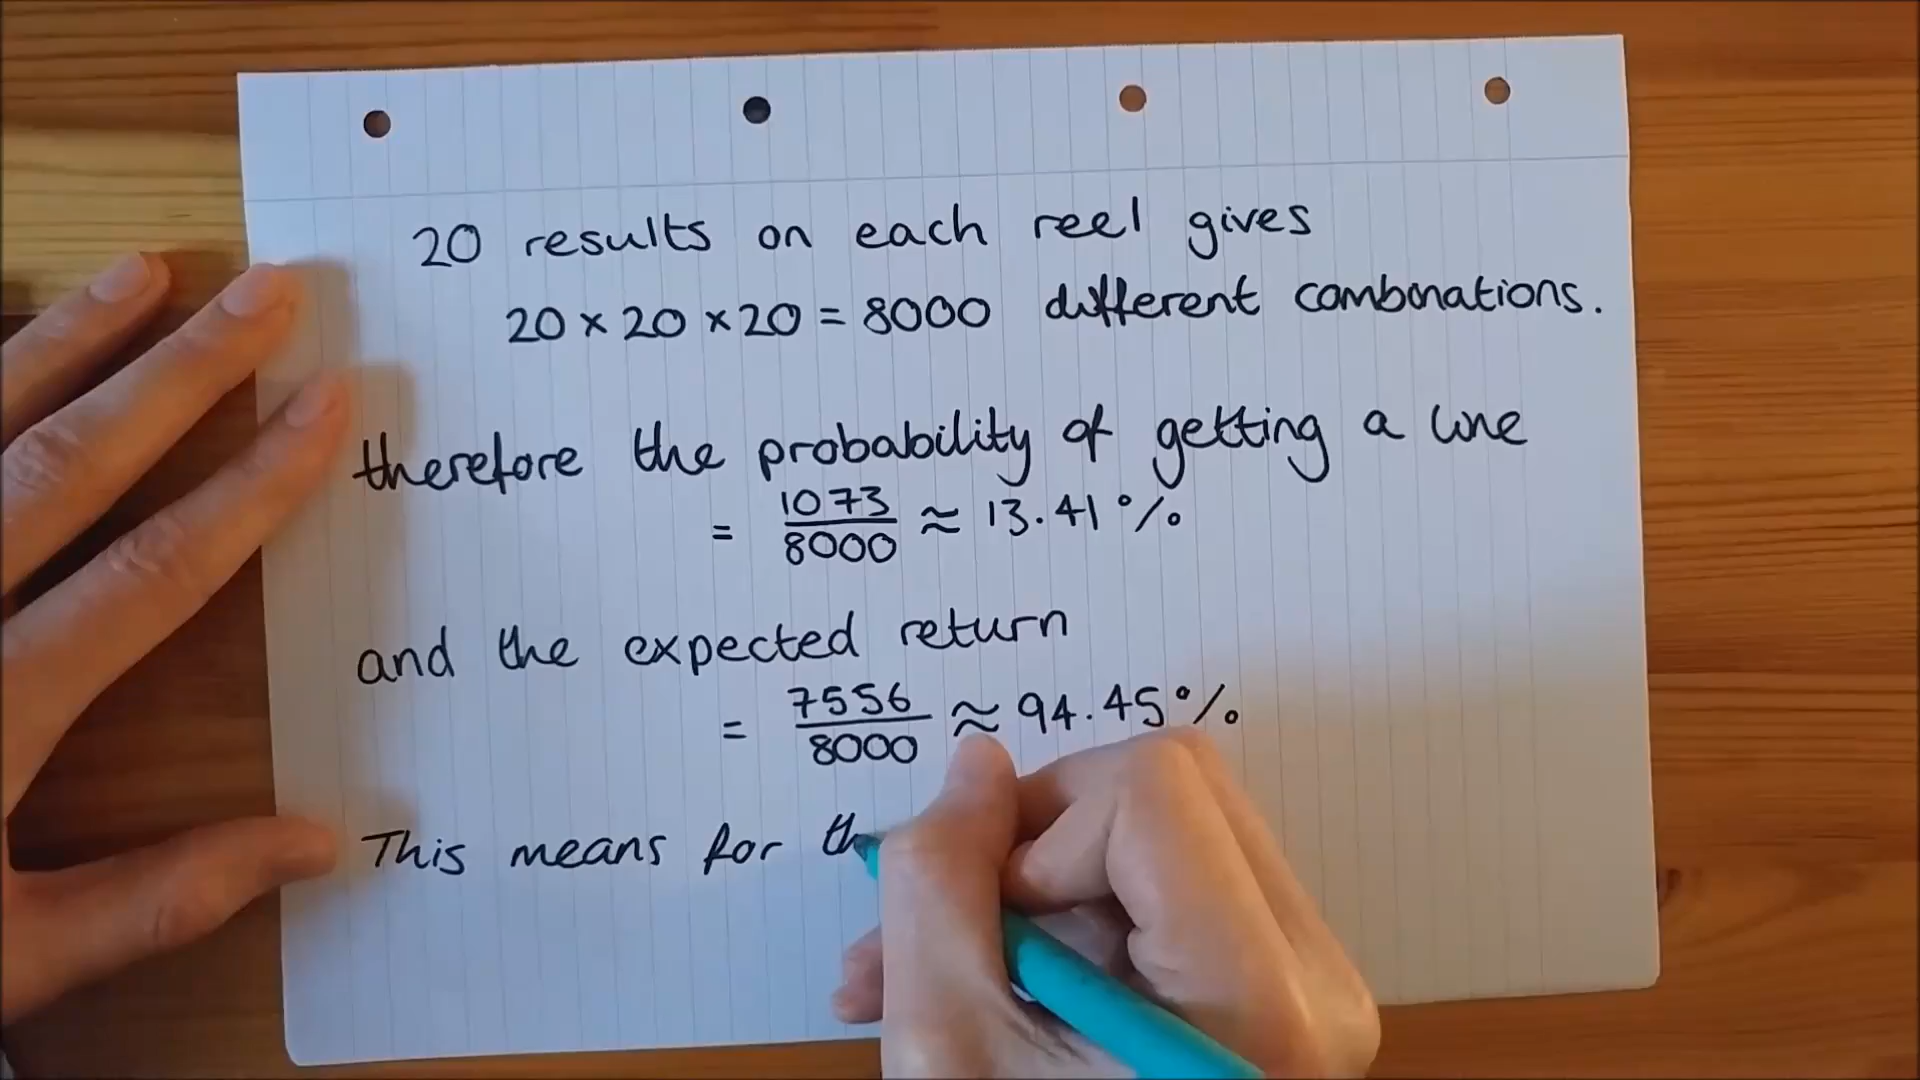 20 results on each reel gives
20 × 20 × 20 = 8000 different combinations.
therefore the probability of getting a line
= 1073/8000 ≈ 13.41%
and the expected return
= 7556/8000 ≈ 94.45%
This means for th